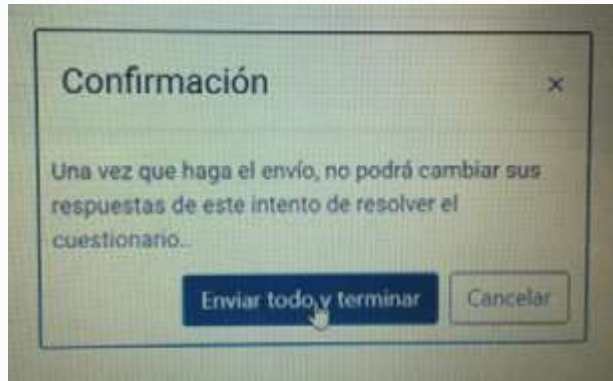 Confirmación ×
Una vez que haga el envío, no podrá cambiar sus
respuestas de este intento de resolver el
cuestionario.
Enviar todo y terminar Cancelar